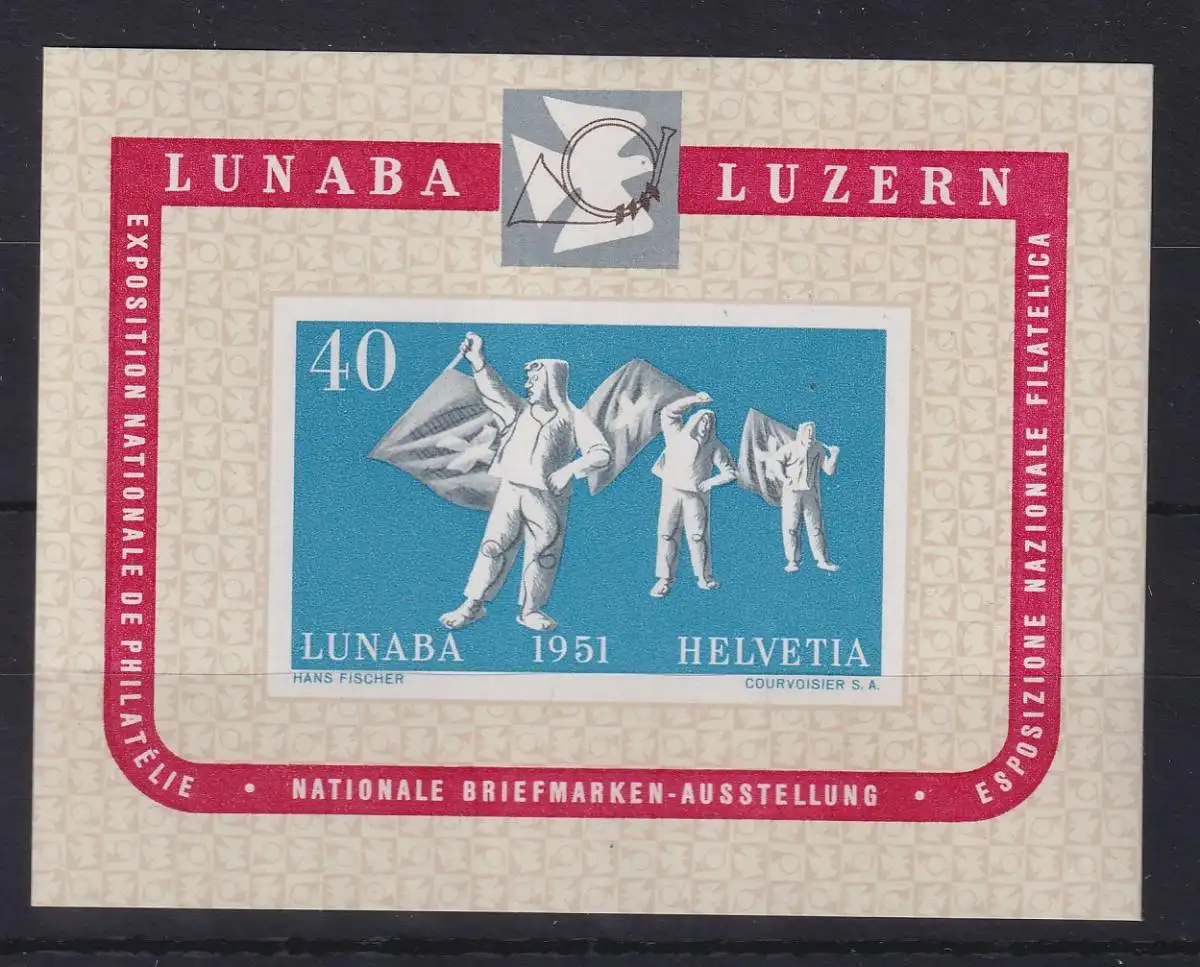 LUNABA LUZERN
EXPOSITION NATIONALE DE PHILATÉLIE
• NATIONALE BRIEFMARKEN-AUSSTELLUNG •
ESPOSIZIONE NAZIONALE FILATELICA
40
LUNABA 1951 HELVETIA
HANS FISCHER COURVOISIER S. A.